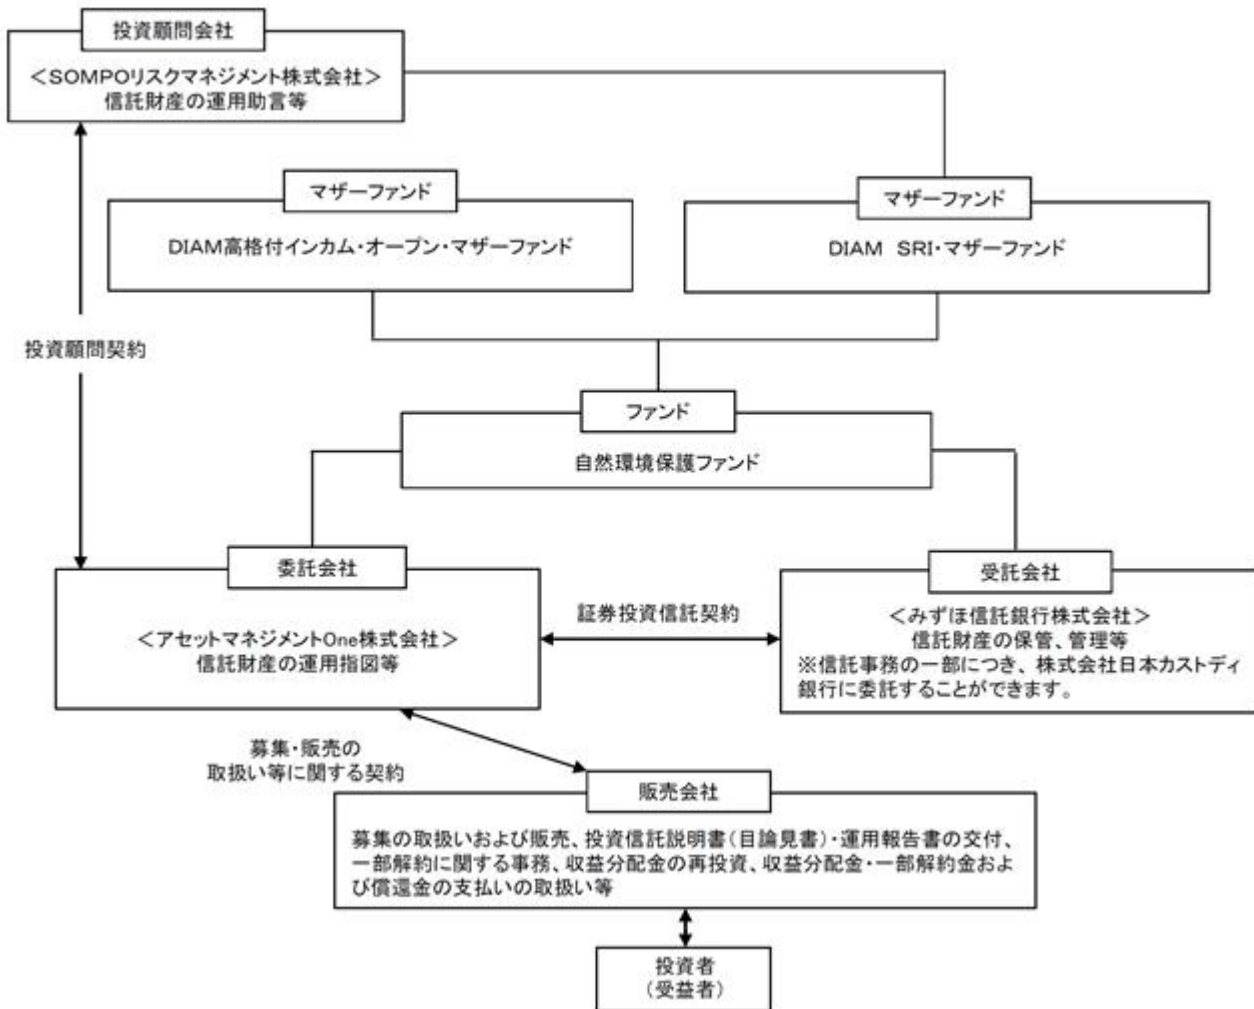 投資顧問会社
＜SOMPOリスクマネジメント株式会社＞
信託財産の運用助言等
マザーファンド
DIAM高格付インカム・オープン・マザーファンド
マザーファンド
DIAM　SRI・マザーファンド
投資顧問契約
ファンド
自然環境保護ファンド
委託会社
＜アセットマネジメントOne株式会社＞
信託財産の運用指図等
証券投資信託契約
受託会社
＜みずほ信託銀行株式会社＞
信託財産の保管、管理等
※信託事務の一部につき、株式会社日本カストディ
銀行に委託することができます。
募集・販売の
取扱い等に関する契約
販売会社
募集の取扱いおよび販売、投資信託説明書（目論見書）・運用報告書の交付、
一部解約に関する事務、収益分配金の再投資、収益分配金・一部解約金およ
び償還金の支払いの取扱い等
投資者
（受益者）